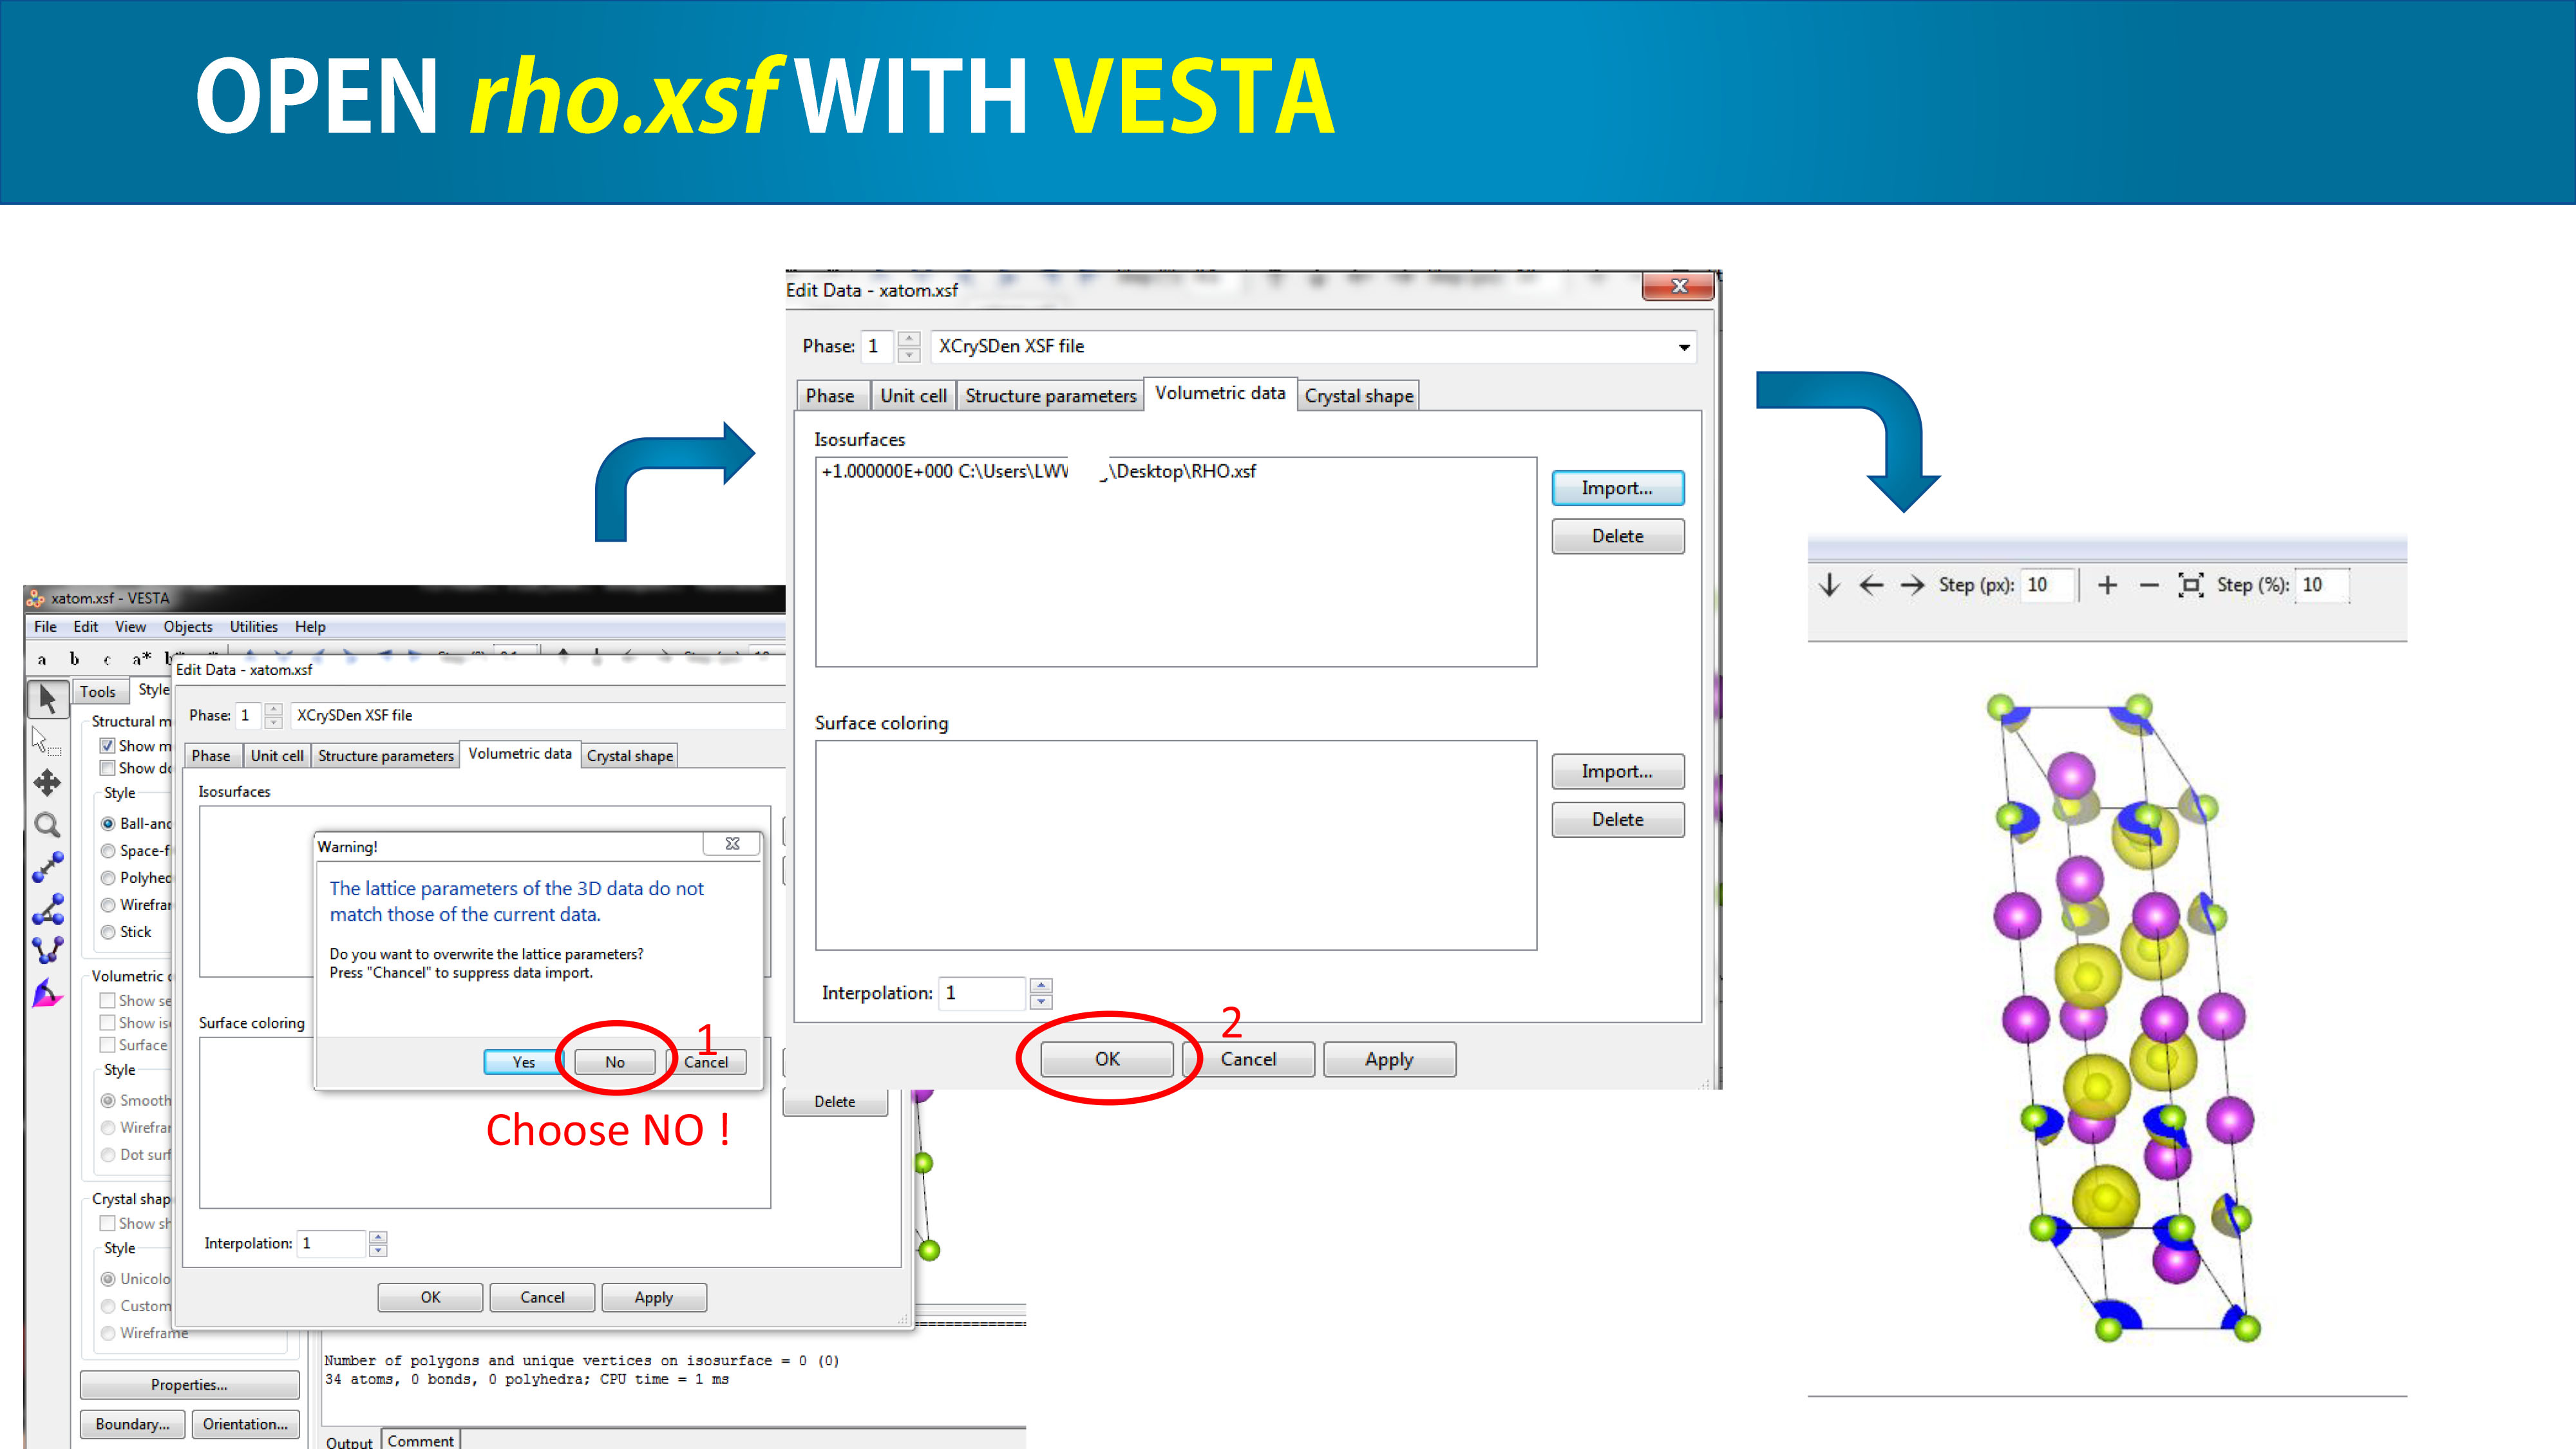 OPEN rho.xsf WITH VESTA
Edit Data - xatom.xsf
Phase: 1 XCrySDen XSF file
Phase Unit cell Structure parameters Volumetric data Crystal shape
Isosurfaces
+1.000000E+000 C:\Users\LW \Desktop\RHO.xsf
Import...
Delete
Surface coloring
Import...
Delete
Interpolation: 1
2
OK Cancel Apply
xatom.xsf - VESTA
File Edit View Objects Utilities Help
a b c a*
Edit Data - xatom.xsf
Tools Style
Phase: 1 XCrySDen XSF file
Phase Unit cell Structure parameters Volumetric data Crystal shape
Structural m
Show m
Show do
Style
Ball-and
Space-f
Polyhed
Wirefra
Stick
Volumetric
Show se
Show is
Surface
Style
Smooth
Wirefra
Dot surf
Crystal shap
Show sh
Style
Unicolo
Custom
Wireframe
Properties...
Boundary... Orientation...
Isosurfaces
Warning!
The lattice parameters of the 3D data do not
match those of the current data.
Do you want to overwrite the lattice parameters?
Press "Chancel" to suppress data import.
1
Yes No Cancel
Choose NO !
Surface coloring
Delete
Interpolation: 1
OK Cancel Apply
Number of polygons and unique vertices on isosurface = 0 (0)
34 atoms, 0 bonds, 0 polyhedra; CPU time = 1 ms
Output Comment
Step (px): 10 Step (%): 10